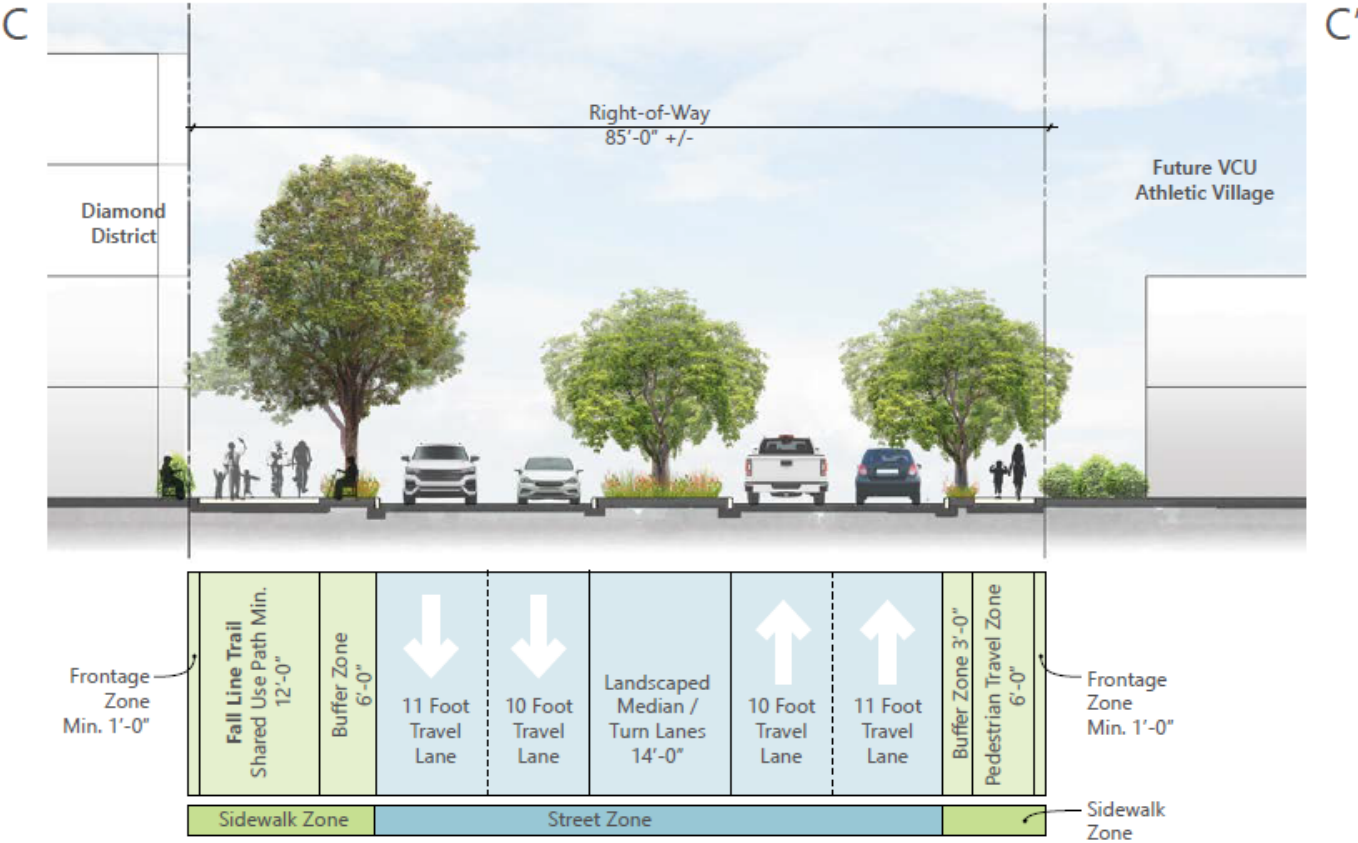 C
C'
Right-of-Way
85'-0" +/-
Diamond
District
Future VCU
Athletic Village
Frontage
Zone
Min. 1'-0"
Fall Line Trail
Shared Use Path Min.
12'-0"
Buffer Zone
6'-0"
11 Foot
Travel
Lane
10 Foot
Travel
Lane
Landscaped
Median /
Turn Lanes
14'-0"
10 Foot
Travel
Lane
11 Foot
Travel
Lane
Buffer Zone 3'-0"
Pedestrian Travel Zone
6'-0"
Frontage
Zone
Min. 1'-0"
Sidewalk Zone
Street Zone
Sidewalk
Zone